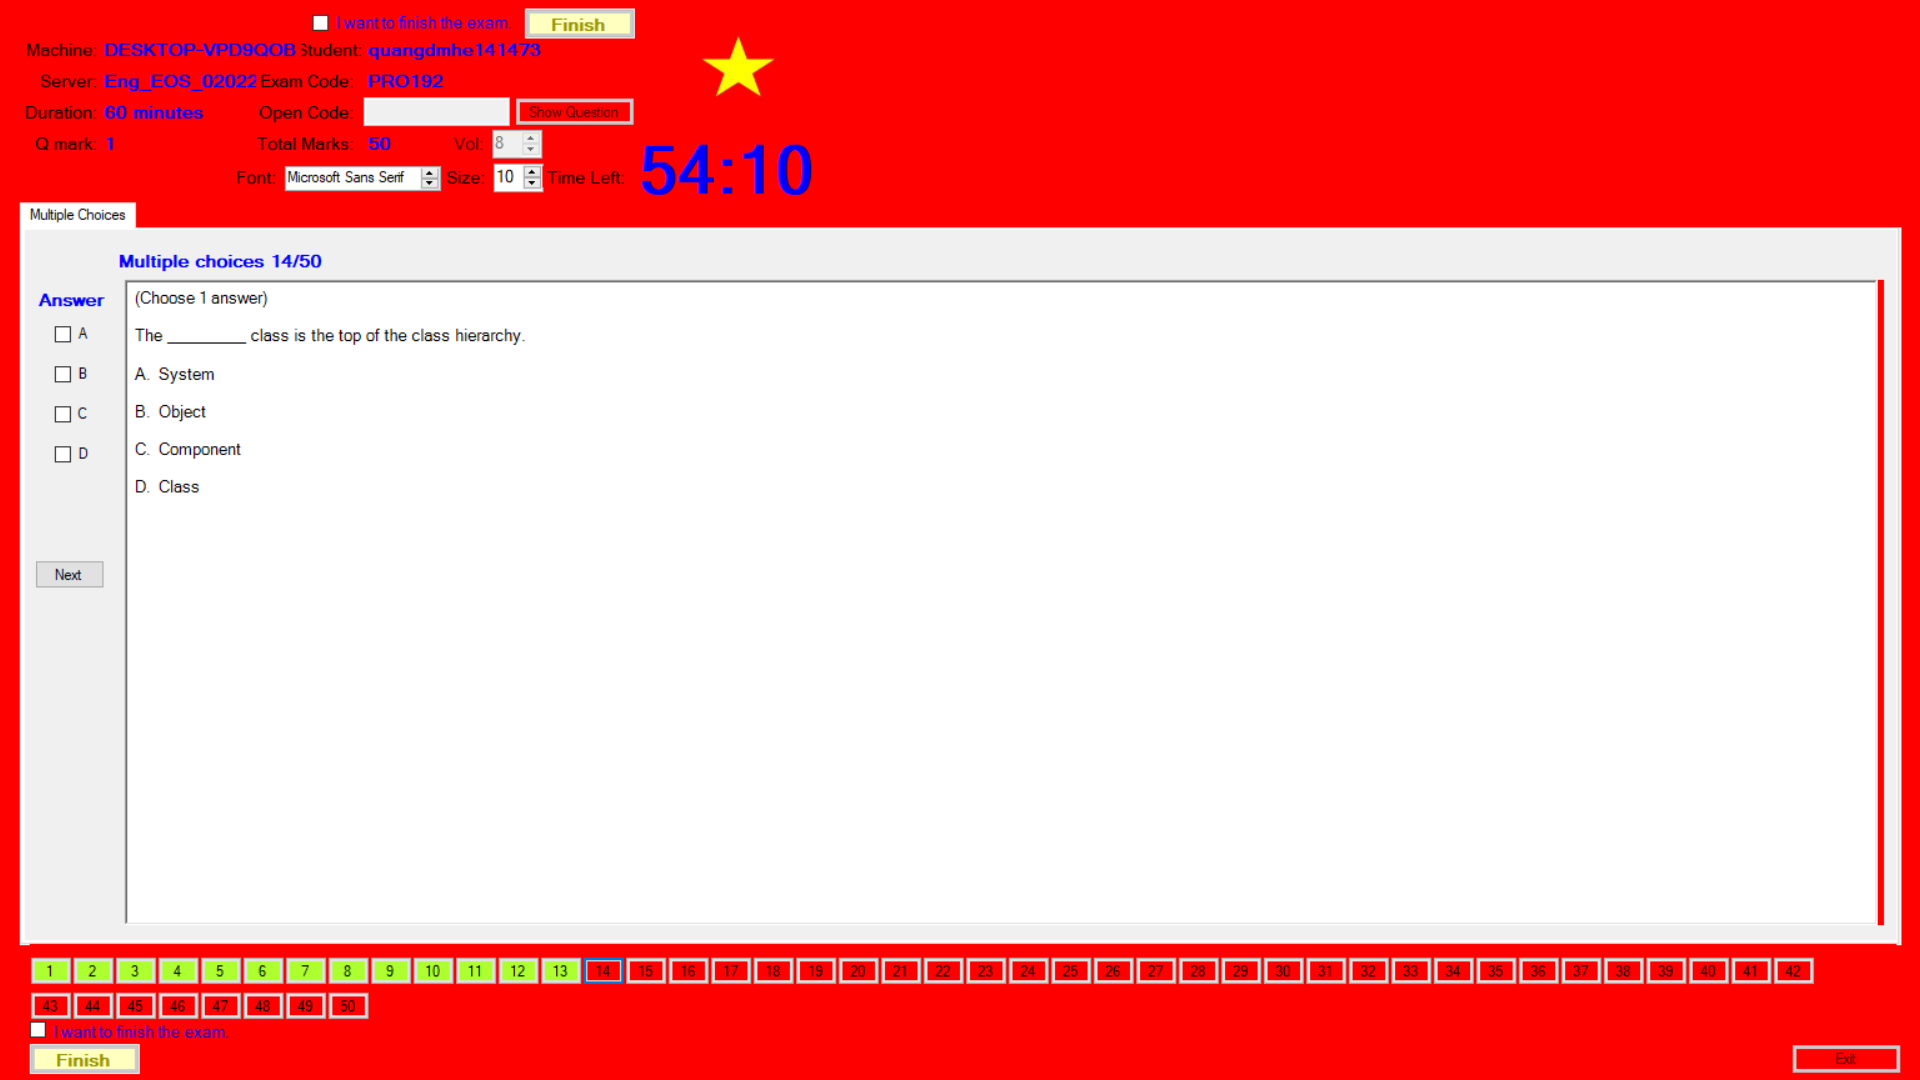 I want to finish the exam. Finish
Machine: DESKTOP-VPD9QOB Student: quangdmhe141473
Server: Eng_EOS_02022 Exam Code: PRO192
Duration: 60 minutes Open Code: Show Question
Q mark: 1 Total Marks: 50 Vol: 8
Font: Microsoft Sans Serif Size: 10 Time Left: 54:10
Multiple Choices
Multiple choices 14/50
Answer
A
B
C
D
Next
(Choose 1 answer)
The _________ class is the top of the class hierarchy.
A. System
B. Object
C. Component
D. Class
1 2 3 4 5 6 7 8 9 10 11 12 13 14 15 16 17 18 19 20 21 22 23 24 25 26 27 28 29 30 31 32 33 34 35 36 37 38 39 40 41 42
43 44 45 46 47 48 49 50
I want to finish the exam.
Finish
Exit